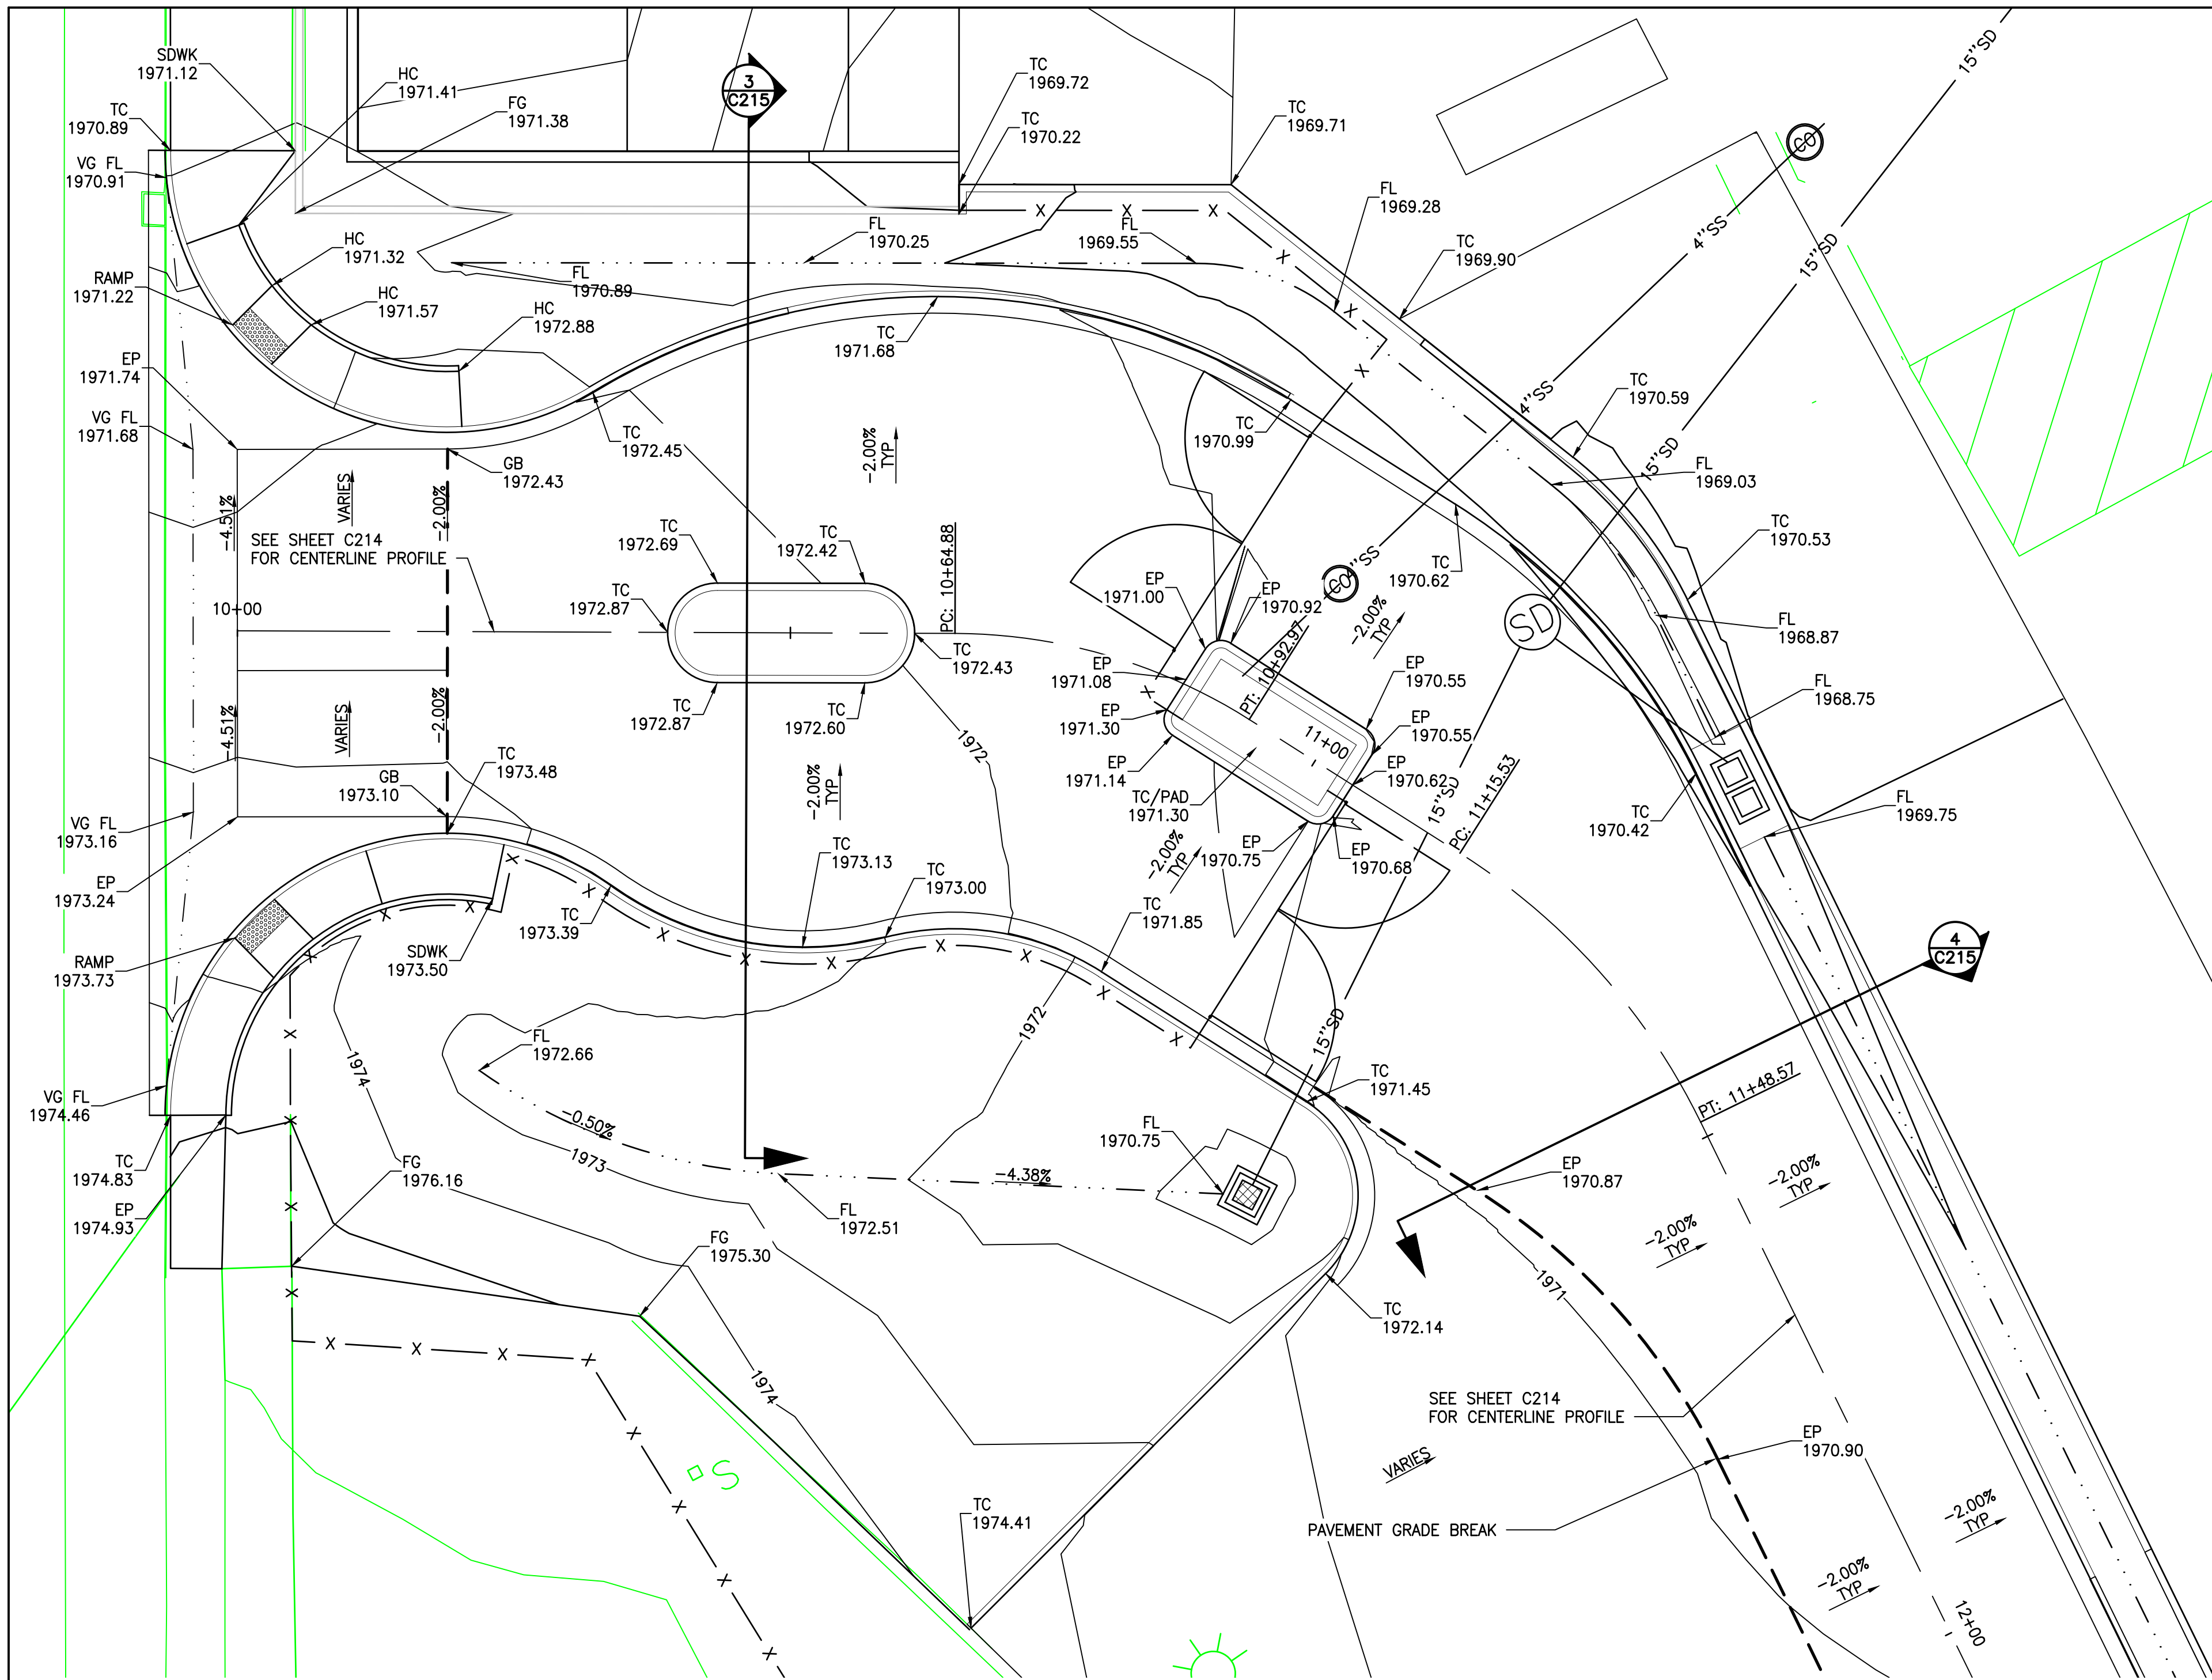 SDWK
1971.12
TC
1970.89
VG FL
1970.91
HC
1971.41
FG
1971.38
3
C215
TC
1969.72
TC
1970.22
TC
1969.71
15''SD
CO
4''SS
15''SD
FL
1969.28
FL
1970.25
FL
1969.55
TC
1969.90
HC
1971.32
RAMP
1971.22
HC
1971.57
FL
1970.89
HC
1972.88
TC
1971.68
EP
1971.74
VG FL
1971.68
TC
1972.45
GB
1972.43
-2.00%
TYP
TC
1970.99
4''SS
TC
1970.59
15''SD
FL
1969.03
-4.51%
VARIES
-2.00%
SEE SHEET C214
FOR CENTERLINE PROFILE
TC
1972.69
TC
1972.42
PC: 10+64.88
TC
1970.53
10+00
TC
1972.87
EP
1971.00
EP
1970.92
CO
4''SS
TC
1970.62
-2.00%
TYP
SD
FL
1968.87
TC
1972.43
EP
1971.08
PT: 10+92.97
EP
1970.55
FL
1968.75
-4.51%
VARIES
-2.00%
TC
1972.87
TC
1972.60
1972
EP
1971.30
EP
1970.55
11+00
EP
1971.14
EP
1970.62
TC
1973.48
GB
1973.10
-2.00%
TYP
TC/PAD
1971.30
15''SD
PC: 11+15.53
TC
1970.42
FL
1969.75
VG FL
1973.16
EP
1973.24
TC
1973.13
TC
1973.00
-2.00%
TYP
EP
1970.75
EP
1970.68
TC
1973.39
TC
1971.85
RAMP
1973.73
SDWK
1973.50
4
C215
FL
1972.66
1974
1972
15''SD
VG FL
1974.46
TC
1971.45
PT: 11+48.57
-0.50%
1973
FL
1970.75
TC
1974.83
EP
1974.93
FG
1976.16
-4.38%
EP
1970.87
-2.00%
TYP
FL
1972.51
FG
1975.30
-2.00%
TYP
1971
TC
1972.14
1974
SEE SHEET C214
FOR CENTERLINE PROFILE
VARIES
EP
1970.90
S
TC
1974.41
PAVEMENT GRADE BREAK
-2.00%
TYP
-2.00%
TYP
12+00